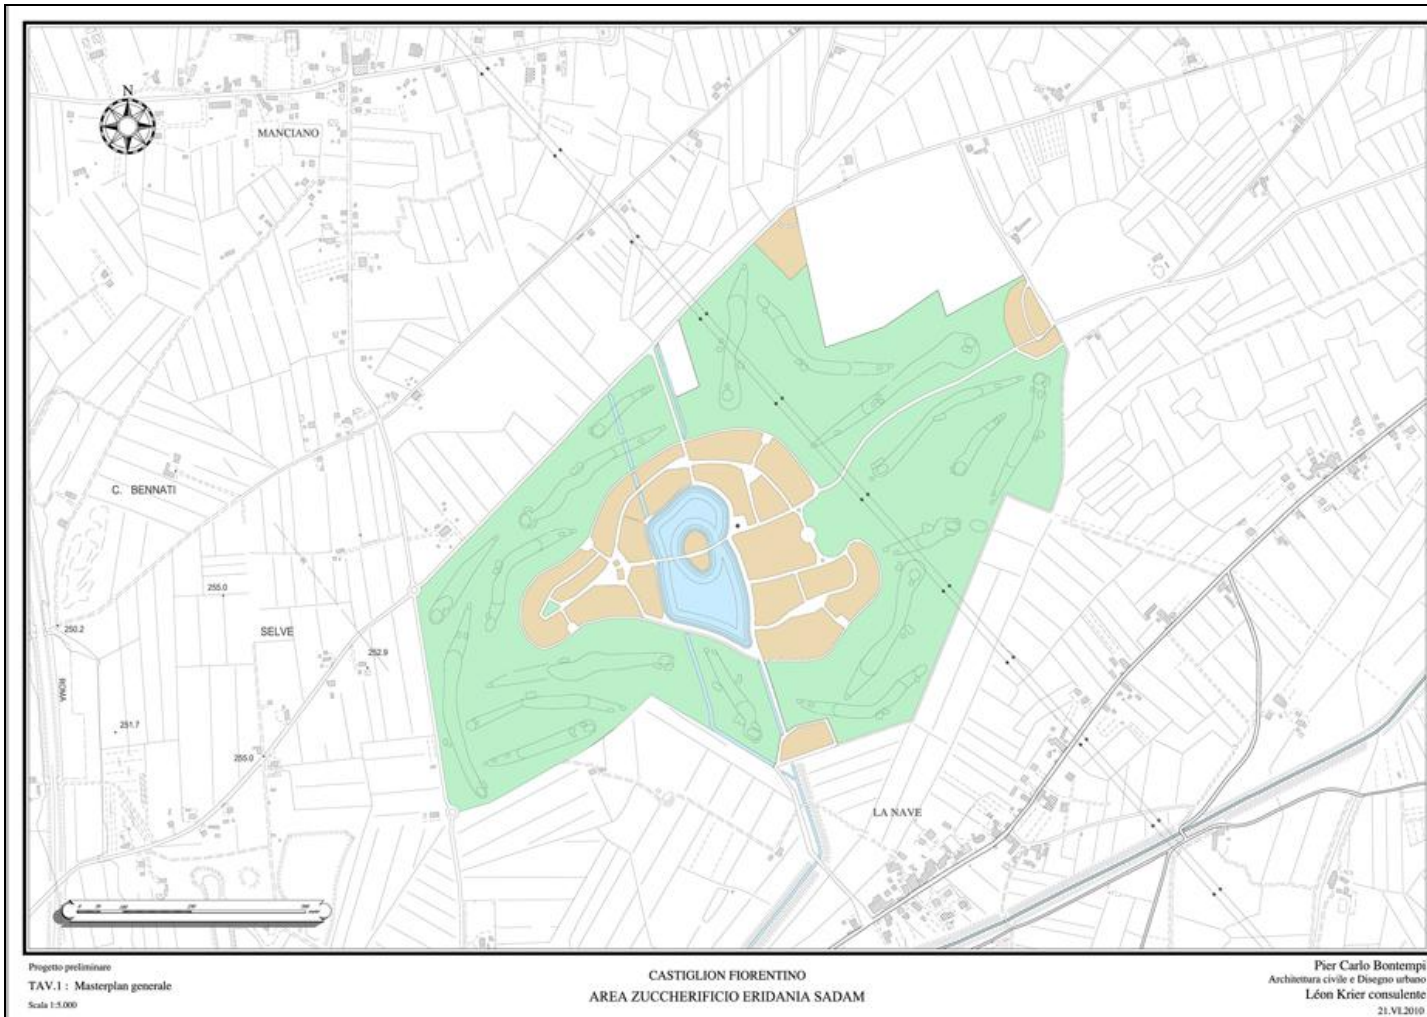 N
MANCIANO
C. BENNATI
255.0
250.2
SELVE
252.9
ROMA
251.7
255.0
LA NAVE
Progetto preliminare
TAV.1 : Masterplan generale
Scala 1:5.000
CASTIGLION FIORENTINO
AREA ZUCCHERIFICIO ERIDANIA SADAM
Pier Carlo Bontempi
Architettura civile e Disegno urbano
Léon Krier consulente
21.VI.2010